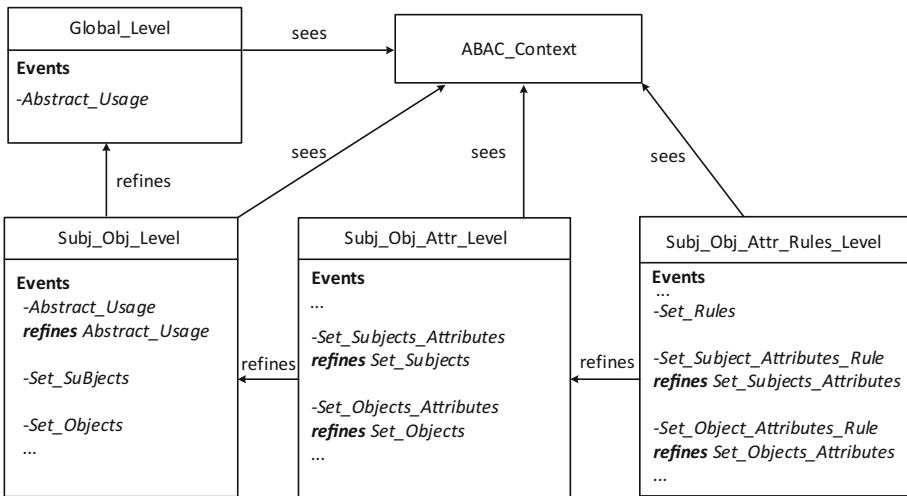 Global_Level
Events
-Abstract_Usage
sees
ABAC_Context
refines
sees
sees
sees
Subj_Obj_Level
Events
-Abstract_Usage
refines Abstract_Usage
-Set_SuBjects
-Set_Objects
...
refines
Subj_Obj_Attr_Level
Events
...
-Set_Subjects_Attributes
refines Set_Subjects
-Set_Objects_Attributes
refines Set_Objects
...
refines
Subj_Obj_Attr_Rules_Level
Events
...
-Set_Rules
-Set_Subject_Attributes_Rule
refines Set_Subjects_Attributes
-Set_Object_Attributes_Rule
refines Set_Objects_Attributes
...